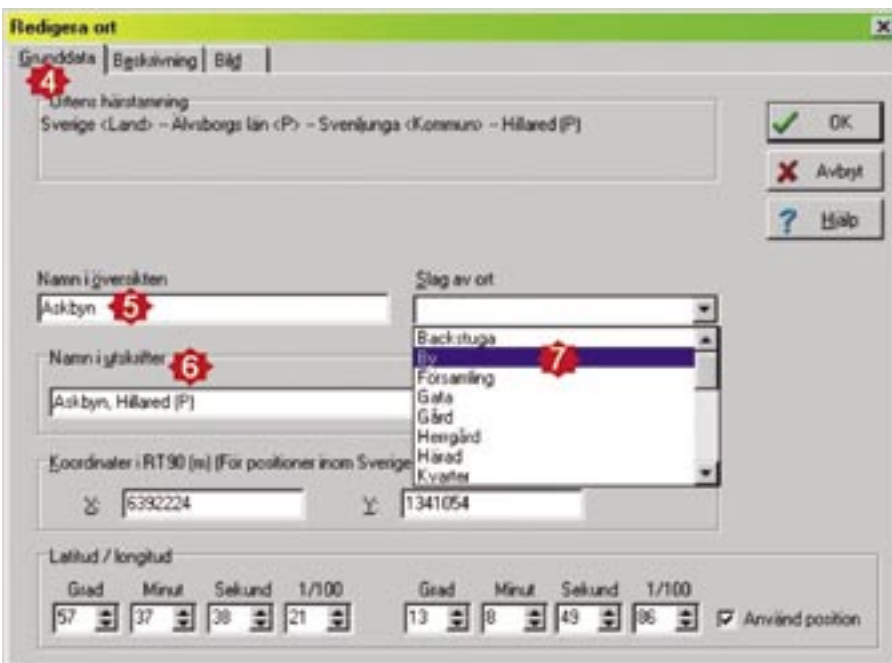 Redigera ort
Grunddata Beskrivning Bild
4
Ortens härstamning
Sverige <Land> - Älvsborgs län <P> - Svenljunga <Kommun> - Hillared (P)
OK
Avbryt
Hjälp
Namn i översikten
Slag av ort
Askbyn 5
Backstuga
By 7
Församling
Gata
Gård
Herrgård
Härad
Kvarter
Namn i utskrifter 6
Askbyn, Hillared (P)
Koordinater i RT90 (m) (För positioner inom Sverige
X: 6392224 Y: 1341054
Latitud / longitud
Grad Minut Sekund 1/100 Grad Minut Sekund 1/100
57 37 38 21 13 8 49 86 Använd position